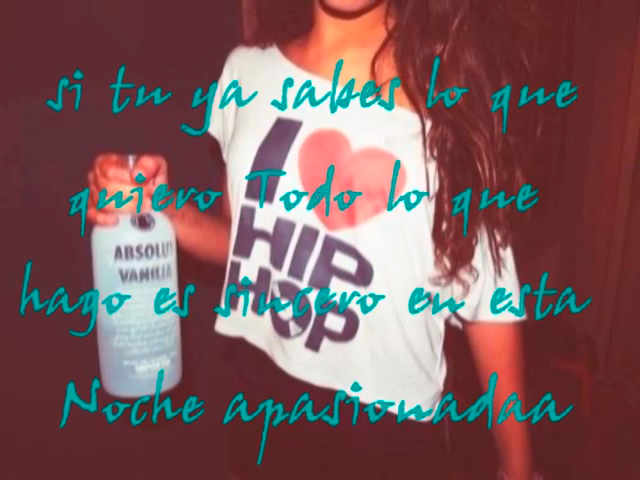 si tu ya sabes lo que
quiero Todo lo que
hago es sincero en esta
Noche apasionadaa
I
HIP
HOP
ABSOLUT
VANILIA